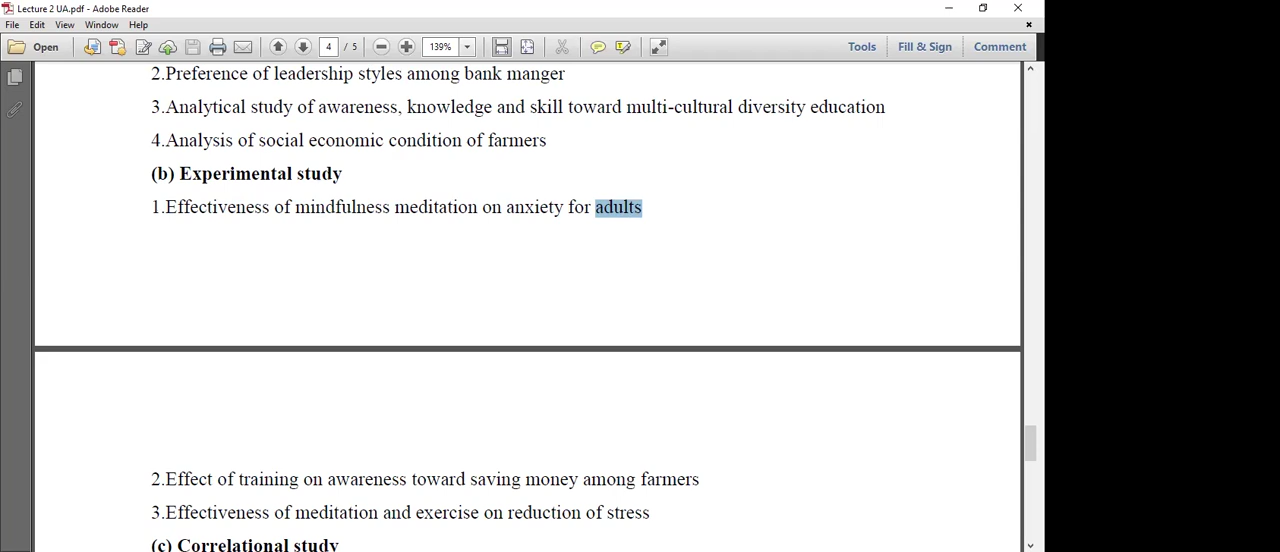 Lecture 2 UA.pdf - Adobe Reader
File Edit View Window Help
Open 4 / 5 139% Tools Fill & Sign Comment
2.Preference of leadership styles among bank manger
3.Analytical study of awareness, knowledge and skill toward multi-cultural diversity education
4.Analysis of social economic condition of farmers
(b) Experimental study
1.Effectiveness of mindfulness meditation on anxiety for adults
2.Effect of training on awareness toward saving money among farmers
3.Effectiveness of meditation and exercise on reduction of stress
(c) Correlational study